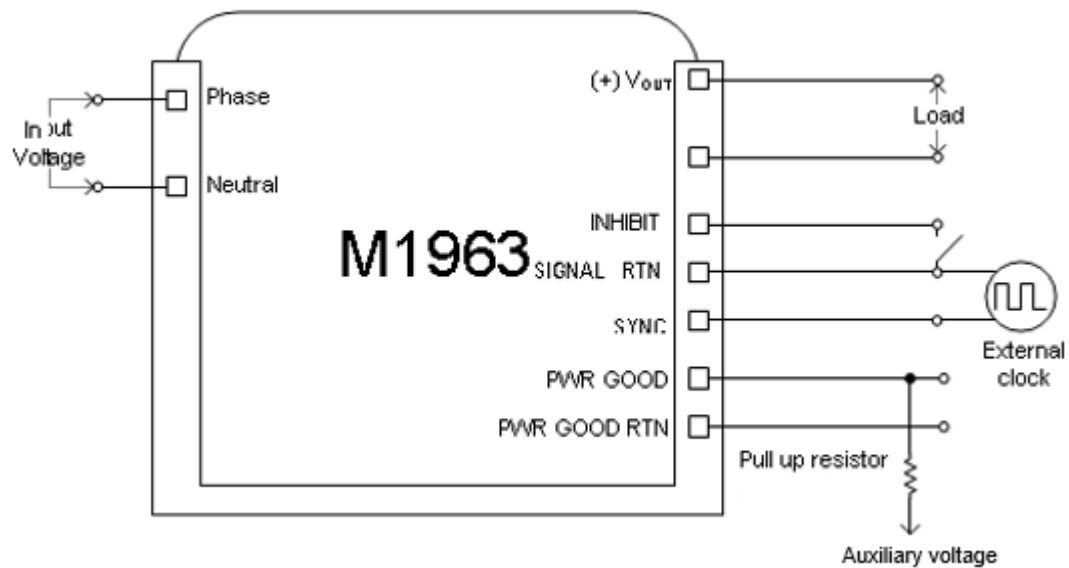 Phase
Input
Voltage
Neutral
M1963
(+) VOUT
Load
INHIBIT
SIGNAL RTN
SYNC
External
clock
PWR GOOD
PWR GOOD RTN
Pull up resistor
Auxiliary voltage